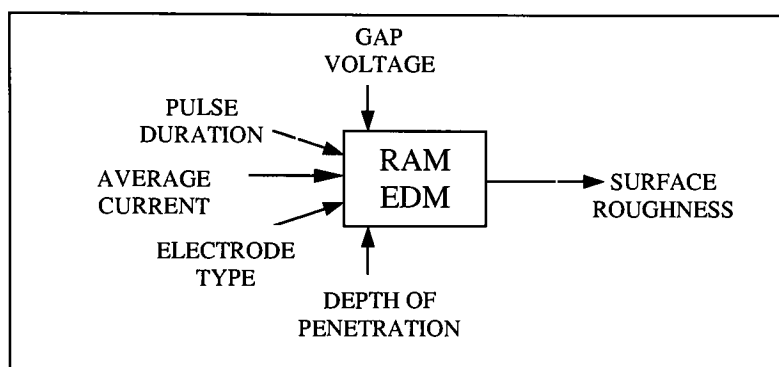 GAP
VOLTAGE
PULSE
DURATION
AVERAGE
CURRENT
ELECTRODE
TYPE
RAM
EDM
SURFACE
ROUGHNESS
DEPTH OF
PENETRATION